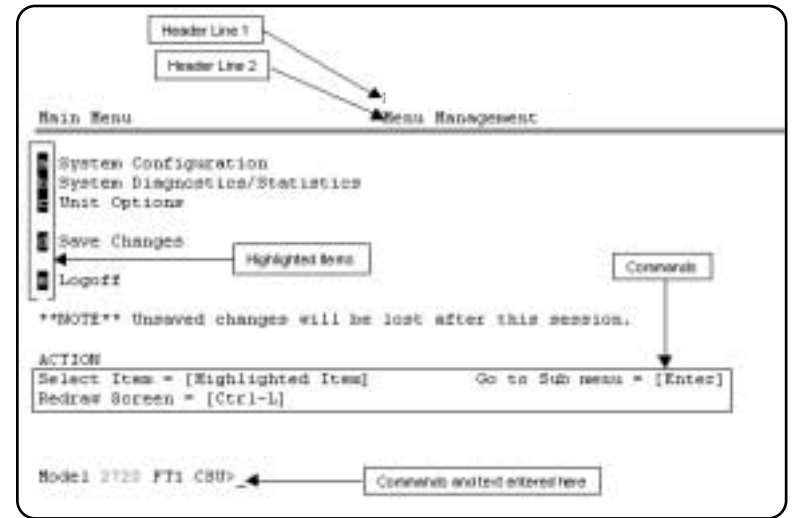 Header Line 1
Header Line 2
Main Menu Menu Management
System Configuration
System Diagnostics/Statistics
Unit Options
Save Changes
Highlighted Items
Commands
Logoff
**NOTE** Unsaved changes will be lost after this session.
ACTION
Select Item = [Highlighted Item] Go to Sub menu = [Enter]
Redraw Screen = [Ctrl-L]
Model 2720 FT1 CSU>_
Commands and text entered here